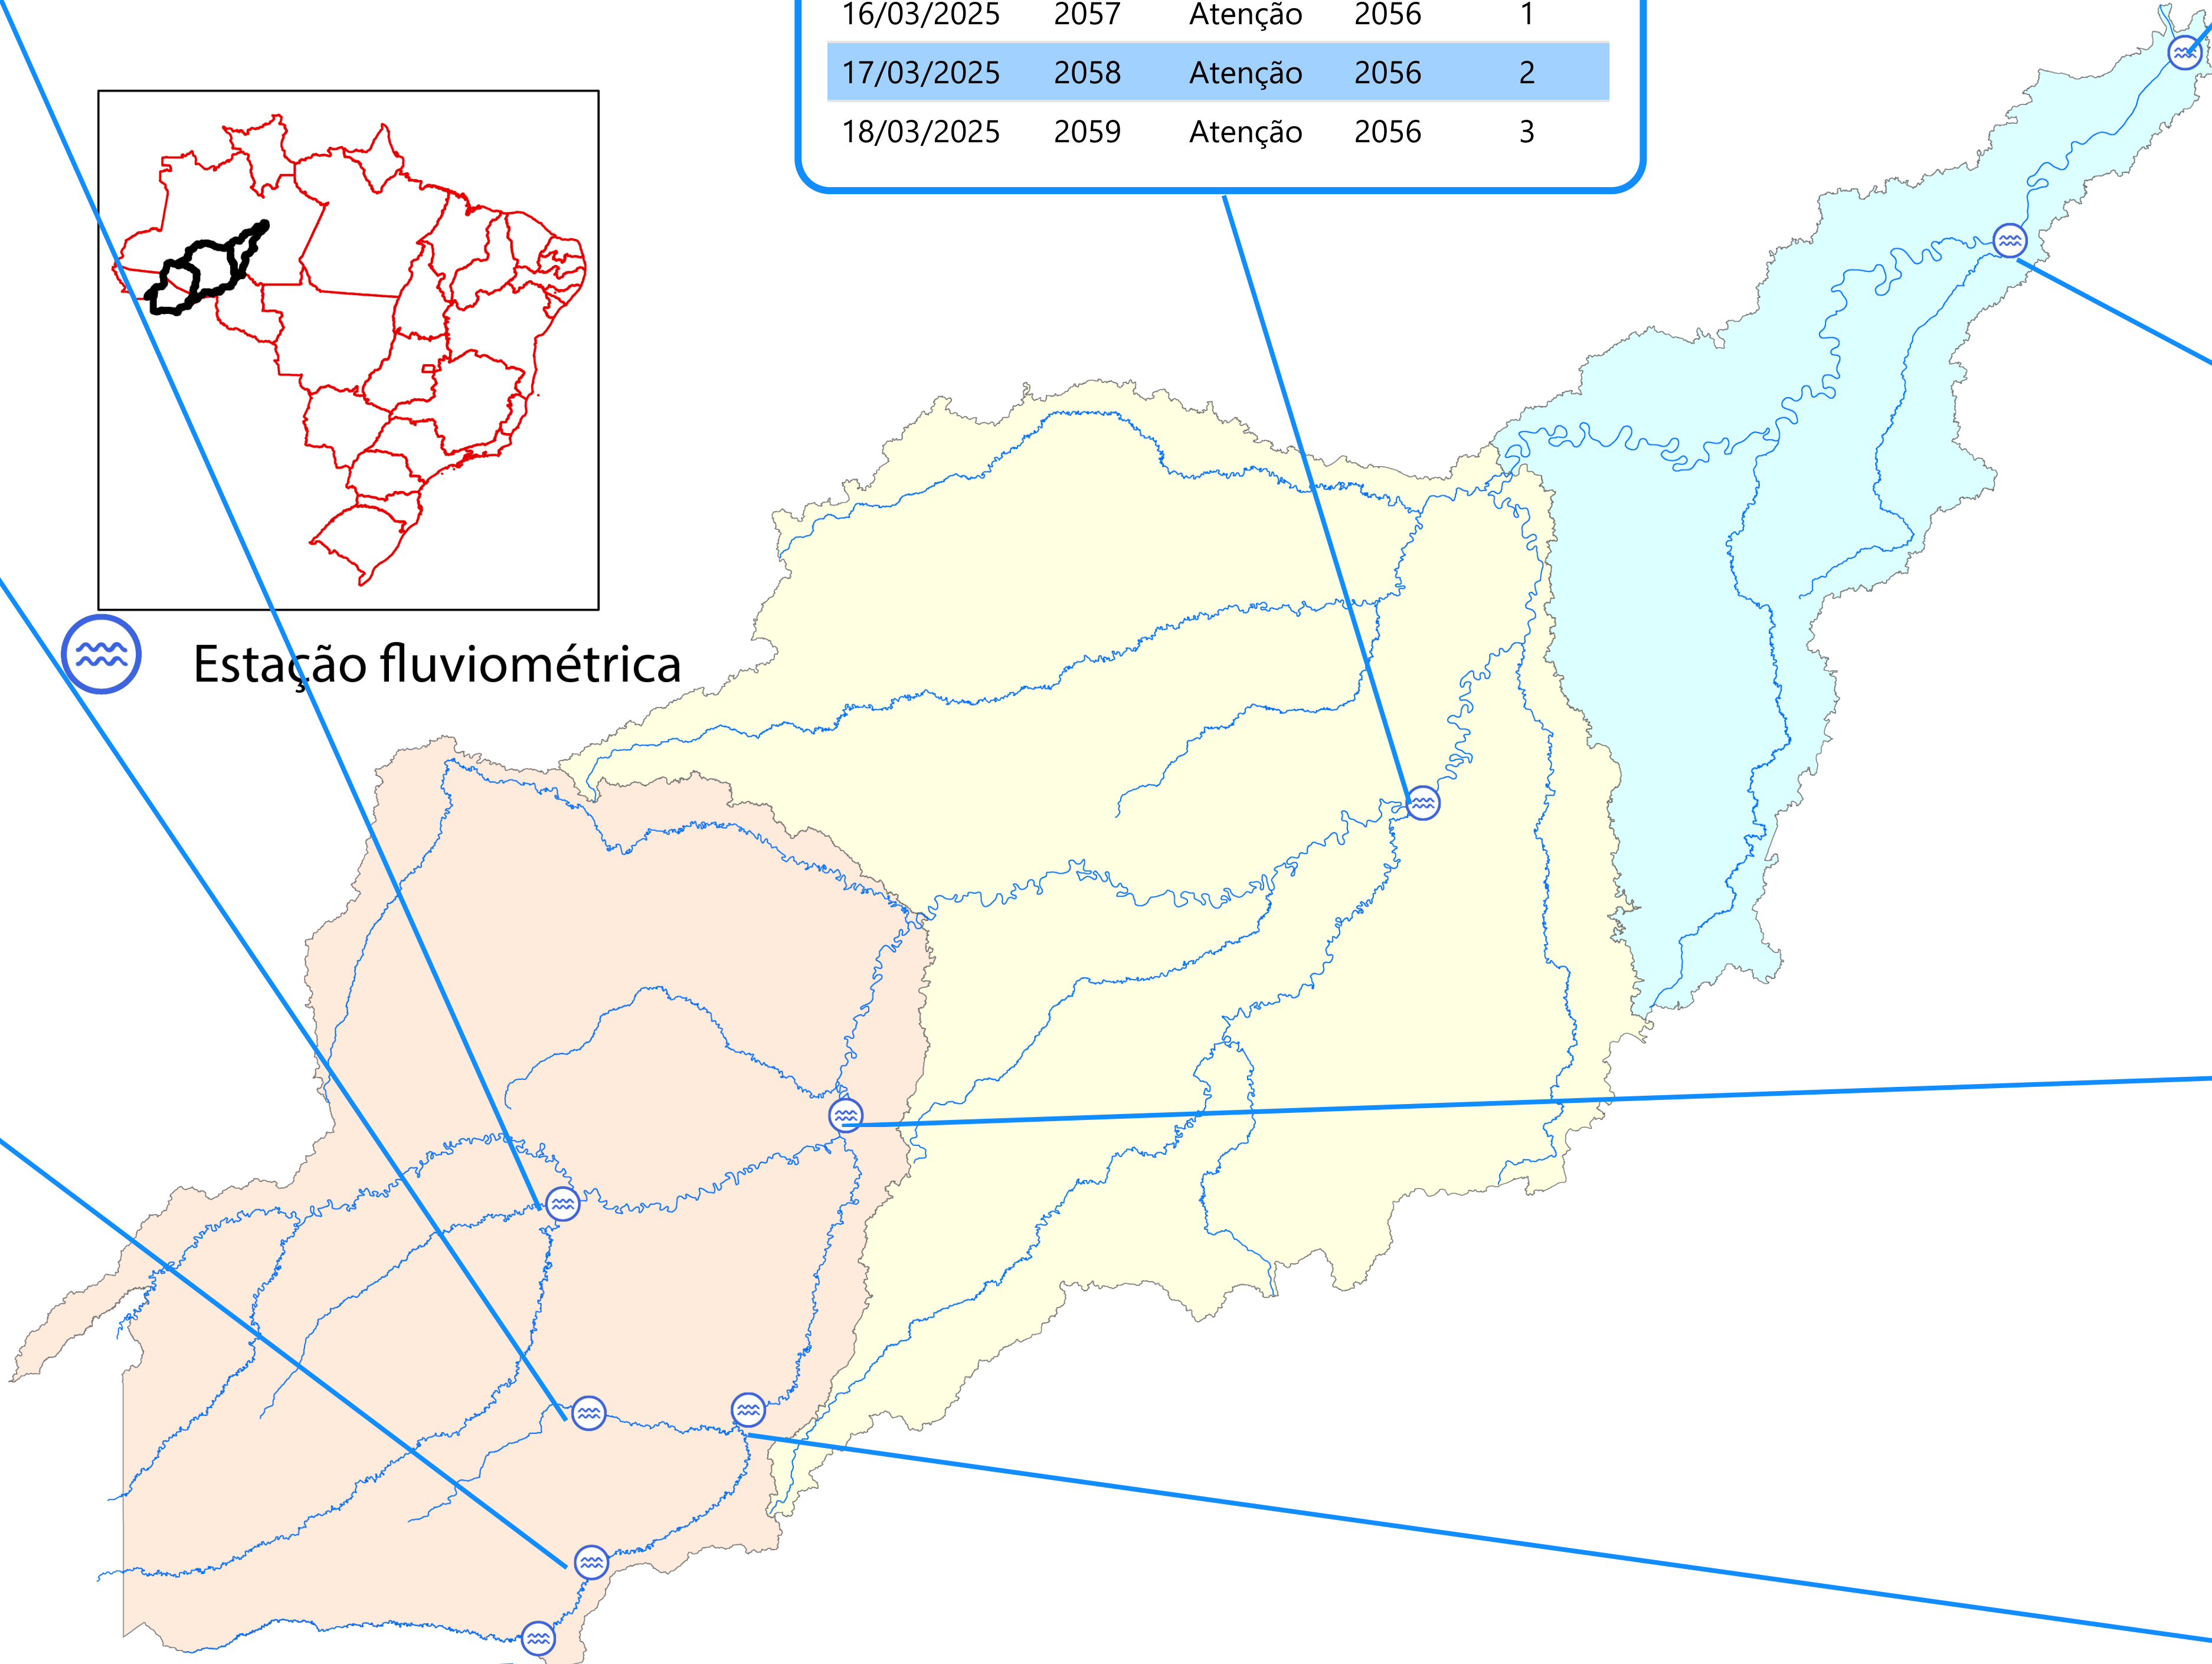 16/03/2025 2057 Atenção 2056 1
17/03/2025 2058 Atenção 2056 2
18/03/2025 2059 Atenção 2056 3
Estação fluviométrica